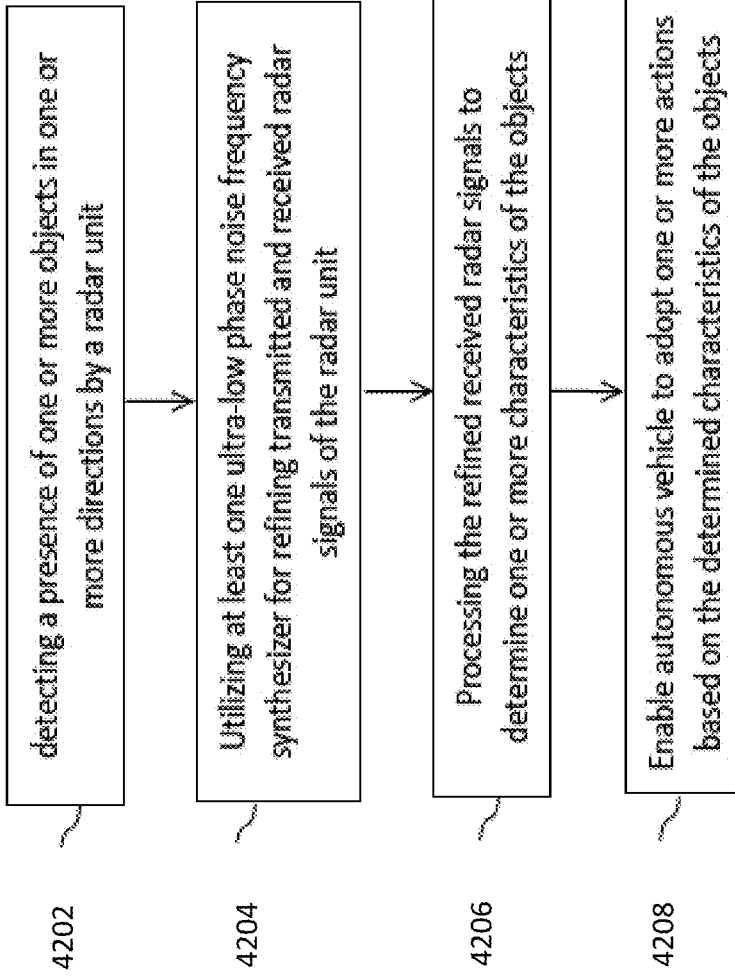 4202
detecting a presence of one or more objects in one or
more directions by a radar unit
4204
Utilizing at least one ultra-low phase noise frequency
synthesizer for refining transmitted and received radar
signals of the radar unit
4206
Processing the refined received radar signals to
determine one or more characteristics of the objects
4208
Enable autonomous vehicle to adopt one or more actions
based on the determined characteristics of the objects